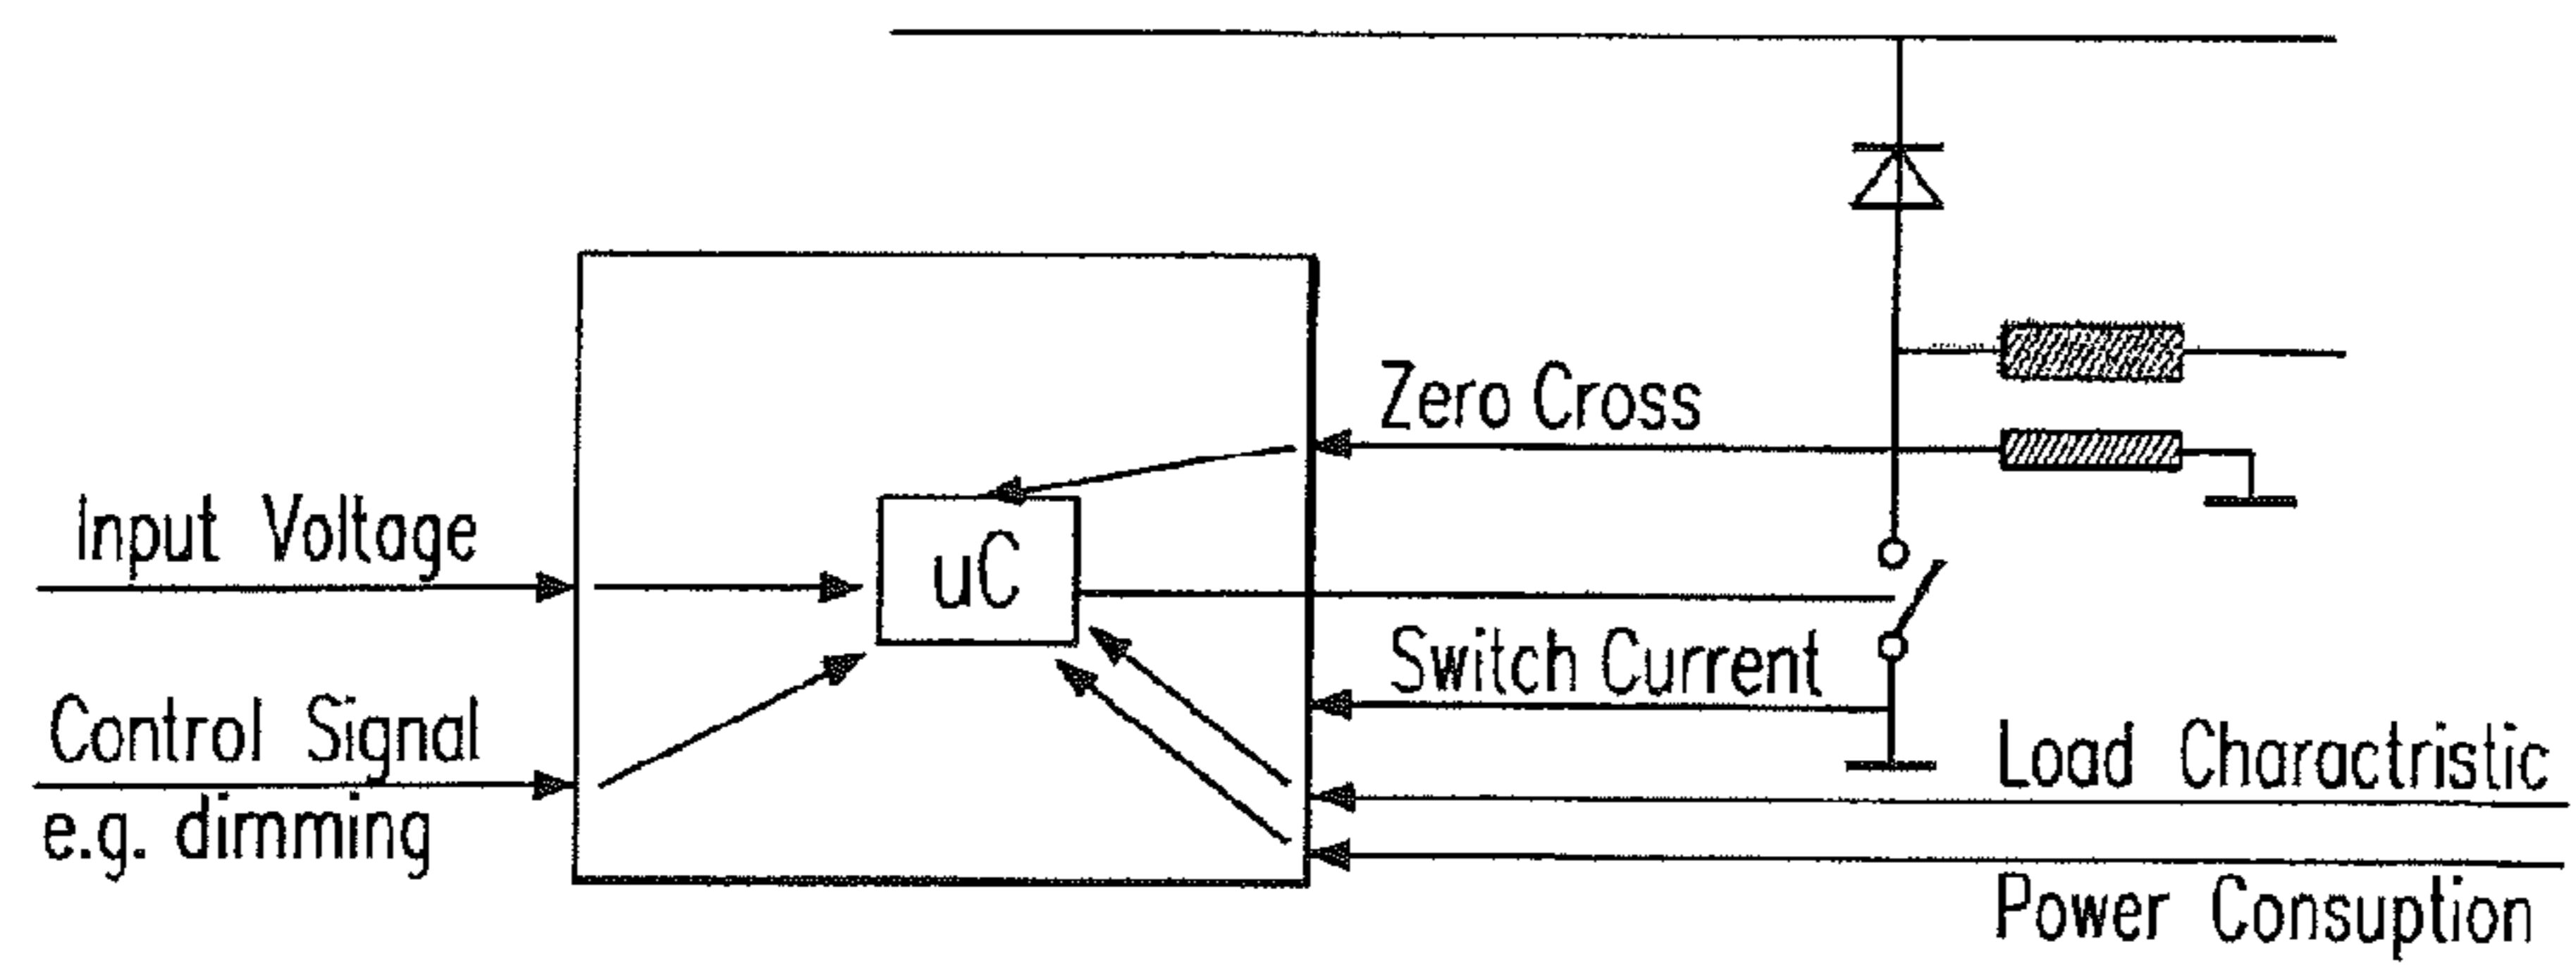 Zero Cross
Input Voltage
uC
Switch Current
Control Signal
e.g. dimming
Load Charactristic
Power Consuption